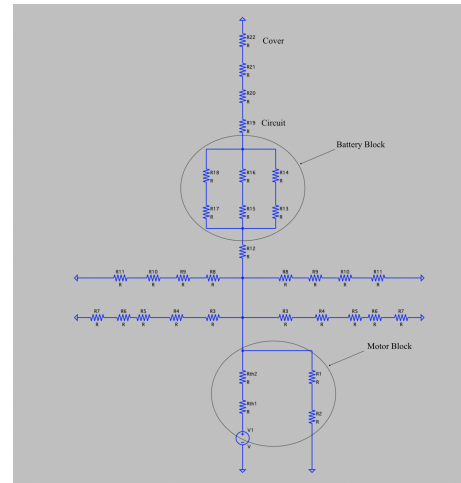 R22
R
Cover
R21
R
R20
R
R19
R
Circuit
Battery Block
R18 R16 R14
R R R
R17 R15 R13
R R R
R12
R
R11 R10 R9 R8 R8 R9 R10 R11
R R R R R R R R
R7 R6 R5 R4 R3 R3 R4 R5 R6 R7
R R R R R R R R R R
Motor Block
Rth2 R1
R R
Rth1 R2
R R
V1
V